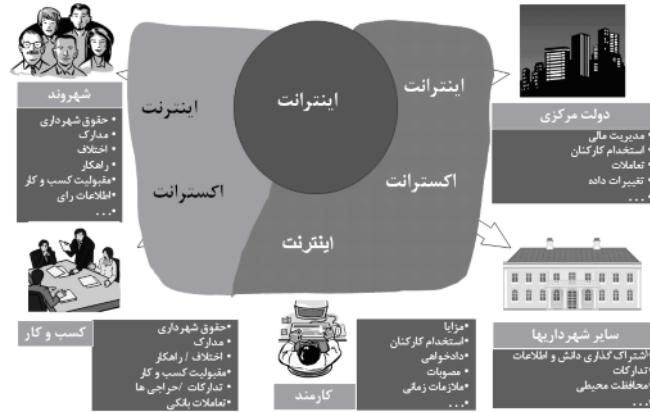 شهروند
•حقوق شهرداری
•مدارک
•اختلاف
•راهکار
•مقبولیت کسب و کار
•اطلاعات رای
•...
اینترنت
اکسترانت
اینترانت
اینترانت
اکسترانت
اینترنت
دولت مرکزی
•مدیریت مالی
•استخدام کارکنان
•تعاملات
•تغییرات داده
•...
کسب و کار
•حقوق شهرداری
•مدارک
•اختلاف / راهکار
•مقبولیت کسب و کار
•تدارکات /حراجی ها
•تعاملات بانکی
کارمند
•مزایا
•استخدام کارکنان
•دادخواهی
•مصوبات
•ملازمات زمانی
•...
سایر شهرداریها
•اشتراک گذاری دانش و اطلاعات
•تدارکات
•محافظت محیطی
•...